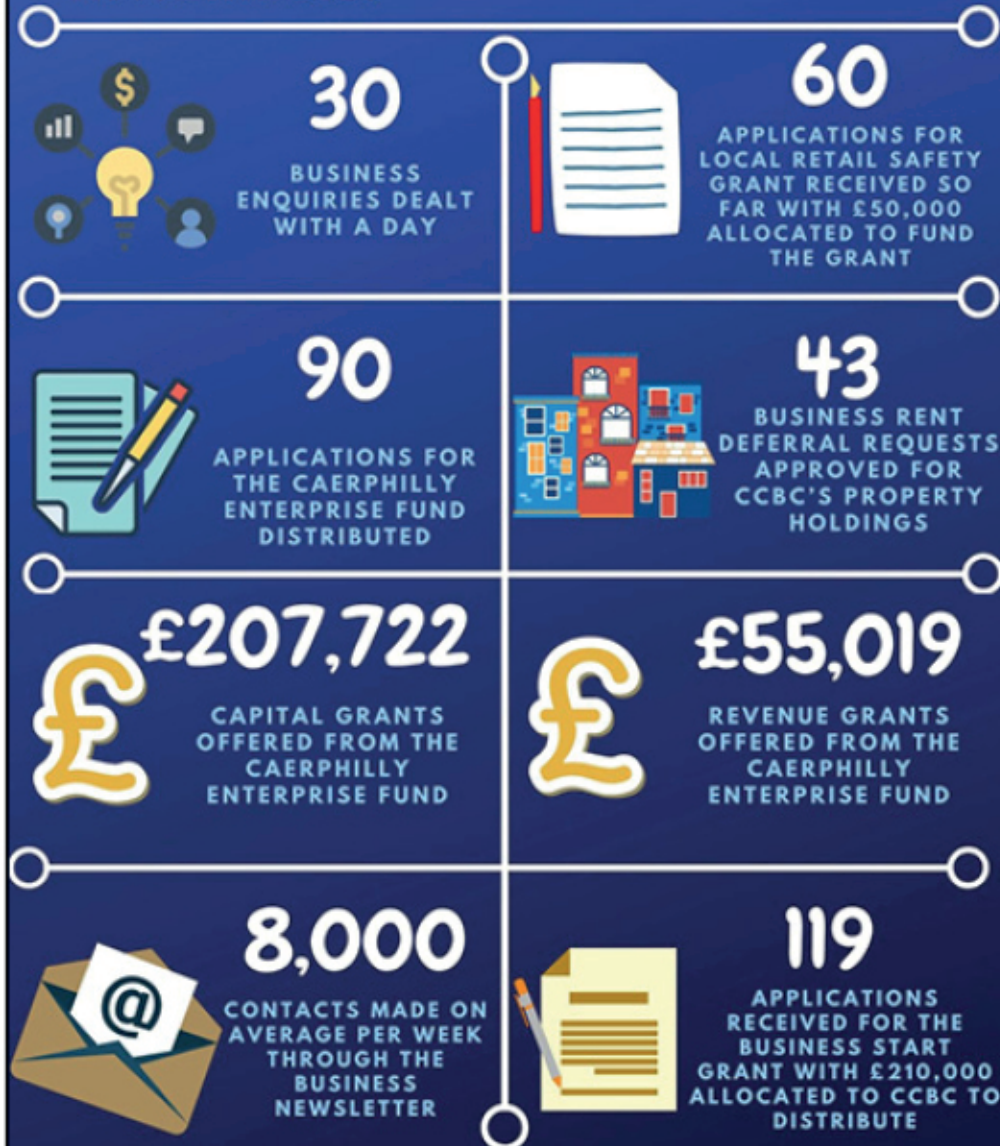 30
BUSINESS
ENQUIRIES DEALT
WITH A DAY
60
APPLICATIONS FOR
LOCAL RETAIL SAFETY
GRANT RECEIVED SO
FAR WITH £50,000
ALLOCATED TO FUND
THE GRANT
90
APPLICATIONS FOR
THE CAERPHILLY
ENTERPRISE FUND
DISTRIBUTED
43
BUSINESS RENT
DEFERRAL REQUESTS
APPROVED FOR
CCBC'S PROPERTY
HOLDINGS
£
£207,722
CAPITAL GRANTS
OFFERED FROM THE
CAERPHILLY
ENTERPRISE FUND
£
£55,019
REVENUE GRANTS
OFFERED FROM THE
CAERPHILLY
ENTERPRISE FUND
@
8,000
CONTACTS MADE ON
AVERAGE PER WEEK
THROUGH THE
BUSINESS
NEWSLETTER
119
APPLICATIONS
RECEIVED FOR THE
BUSINESS START
GRANT WITH £210,000
ALLOCATED TO CCBC TO
DISTRIBUTE